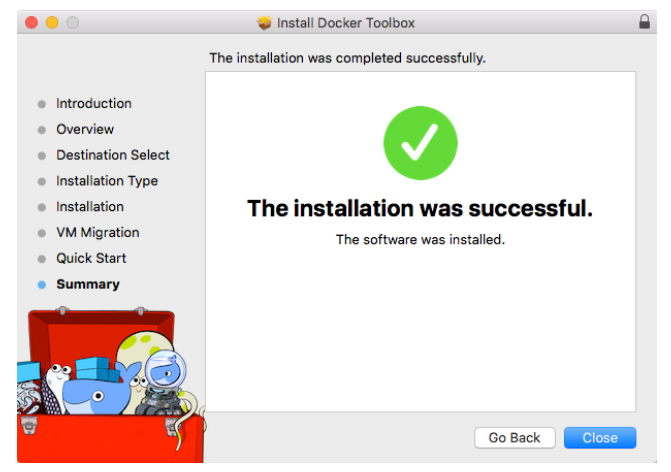 Install Docker Toolbox
The installation was completed successfully.
Introduction
Overview
Destination Select
Installation Type
Installation
VM Migration
Quick Start
Summary
The installation was successful.
The software was installed.
Go Back
Close